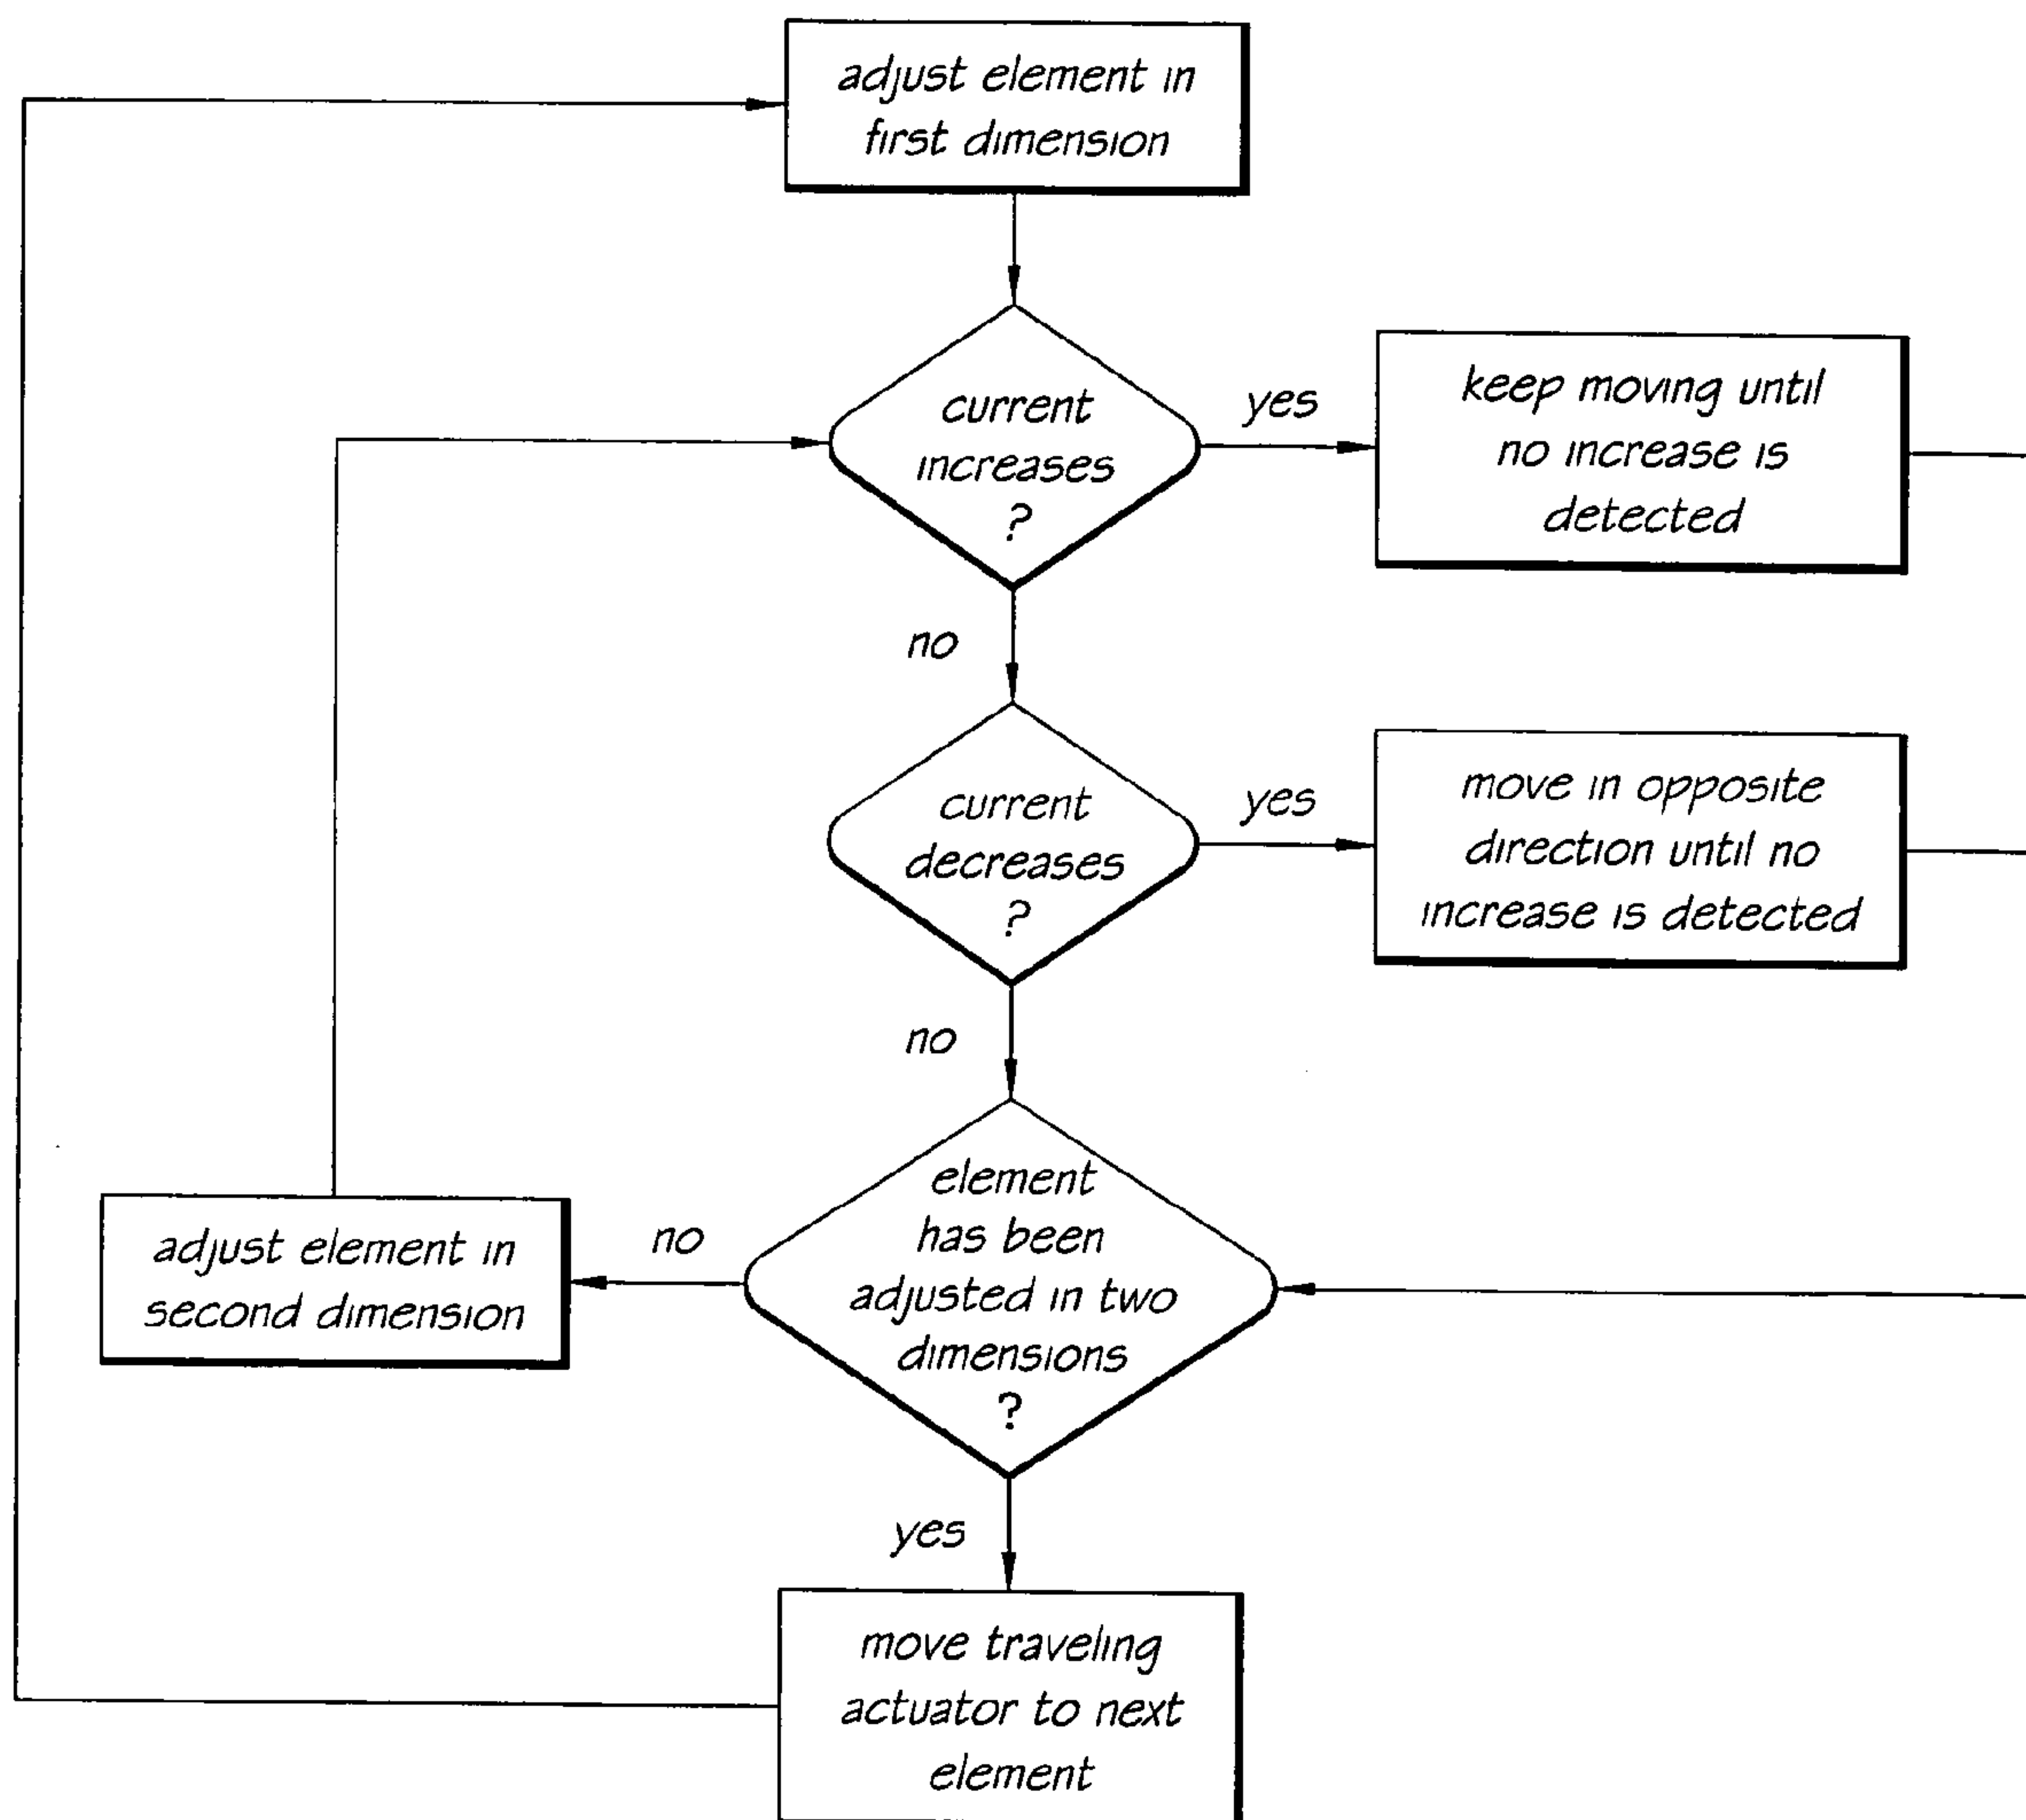 adjust element in
first dimension
current
increases
?
yes
keep moving until
no increase is
detected
no
current
decreases
?
yes
move in opposite
direction until no
increase is detected
no
element
has been
adjusted in two
dimensions
?
no
adjust element in
second dimension
yes
move traveling
actuator to next
element